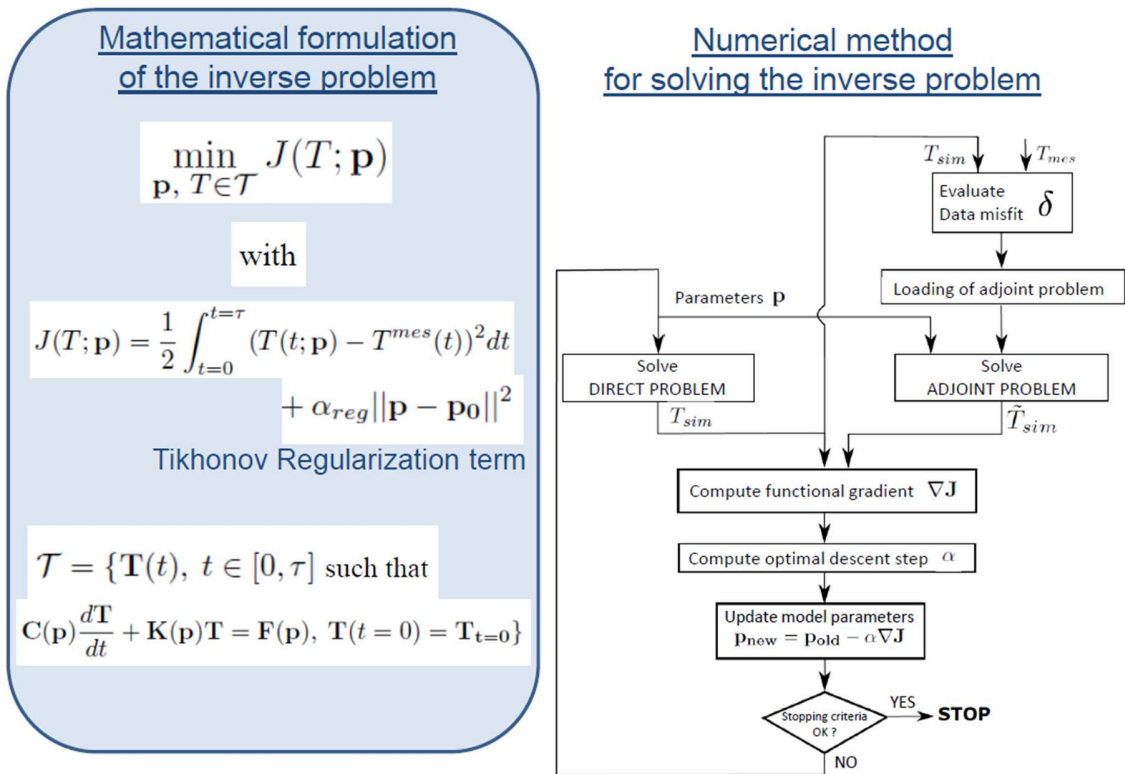 Mathematical formulation
of the inverse problem
min J(T; p)
p, T∈𝒯
with
J(T; p) = 1/2 ∫_{t=0}^{t=τ} (T(t; p) − T^{mes}(t))² dt
+ α_{reg}||p − p₀||²
Tikhonov Regularization term
𝒯 = {T(t), t ∈ [0, τ] such that
C(p) dT/dt + K(p)T = F(p), T(t = 0) = T_{t=0}}
Numerical method
for solving the inverse problem
T_{sim} T_{mes}
Evaluate
Data misfit δ
Loading of adjoint problem
Parameters p
Solve
DIRECT PROBLEM
Solve
ADJOINT PROBLEM
T_{sim}
T̃_{sim}
Compute functional gradient ∇J
Compute optimal descent step α
Update model parameters
p_{new} = p_{old} − α∇J
Stopping criteria
OK ?
YES
STOP
NO